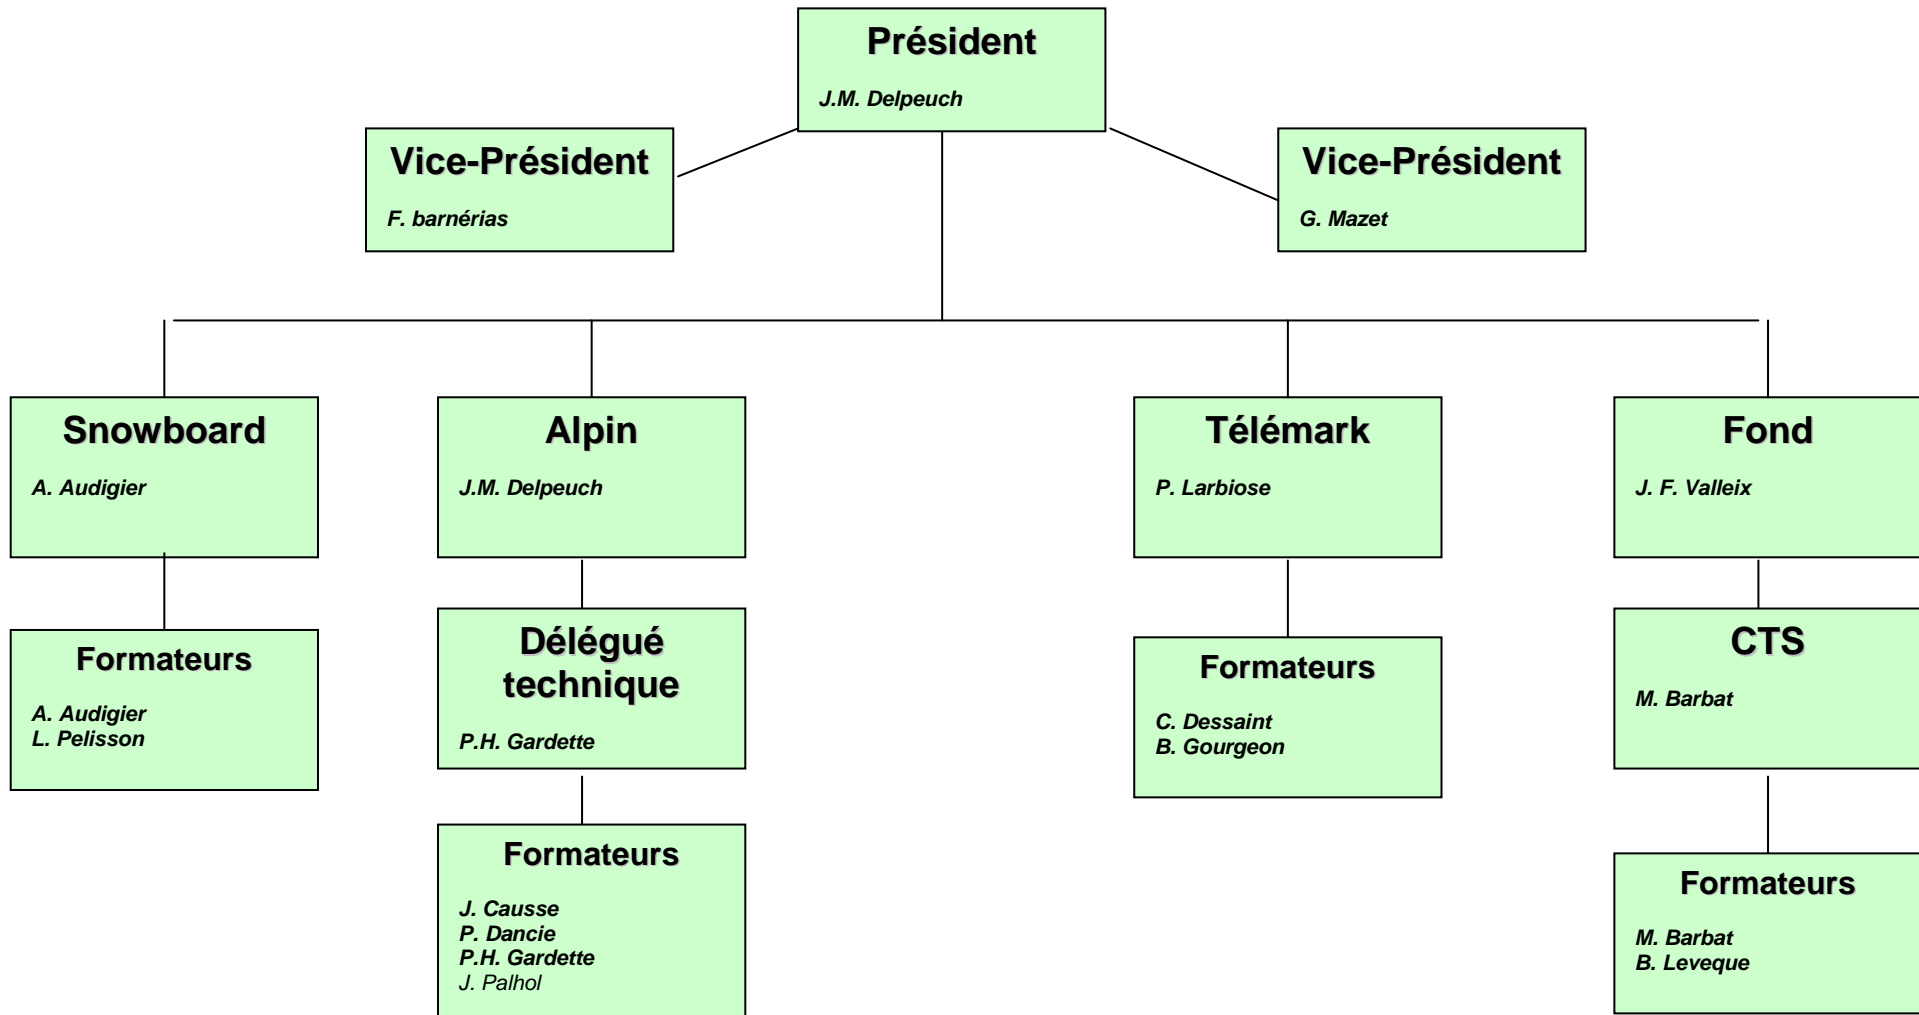 Président
J.M. Delpeuch
Vice-Président
F. barnérias
Vice-Président
G. Mazet
Snowboard
A. Audigier
Alpin
J.M. Delpeuch
Télémark
P. Larbiose
Fond
J. F. Valleix
Formateurs
A. Audigier
L. Pelisson
Délégué
technique
P.H. Gardette
Formateurs
C. Dessaint
B. Gourgeon
CTS
M. Barbat
Formateurs
J. Causse
P. Dancie
P.H. Gardette
J. Palhol
Formateurs
M. Barbat
B. Leveque